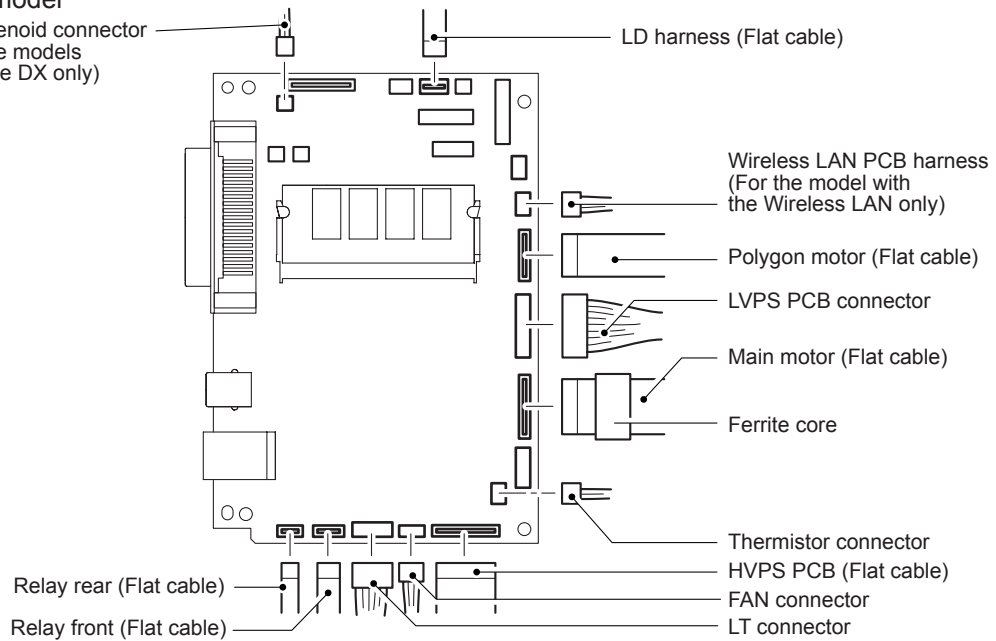 model
enoid connector
e models
e DX only)
LD harness (Flat cable)
Wireless LAN PCB harness
(For the model with
the Wireless LAN only)
Polygon motor (Flat cable)
LVPS PCB connector
Main motor (Flat cable)
Ferrite core
Thermistor connector
HVPS PCB (Flat cable)
FAN connector
LT connector
Relay rear (Flat cable)
Relay front (Flat cable)